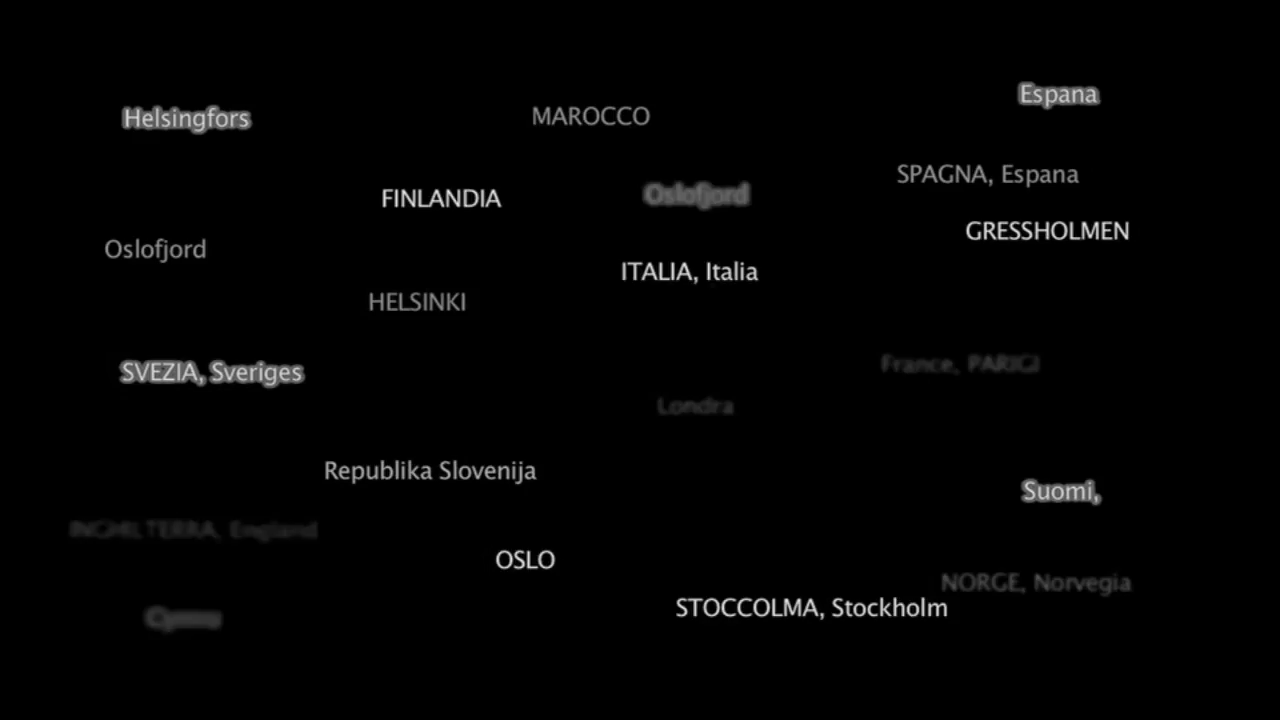 Espana
MAROCCO
Helsingfors
SPAGNA, Espana
Oslofjord
FINLANDIA
GRESSHOLMEN
Oslofjord
ITALIA, Italia
HELSINKI
France, PARIGI
SVEZIA, Sveriges
Londra
Republika Slovenija
Suomi,
INGHILTERRA, England
OSLO
NORGE, Norvegia
STOCCOLMA, Stockholm